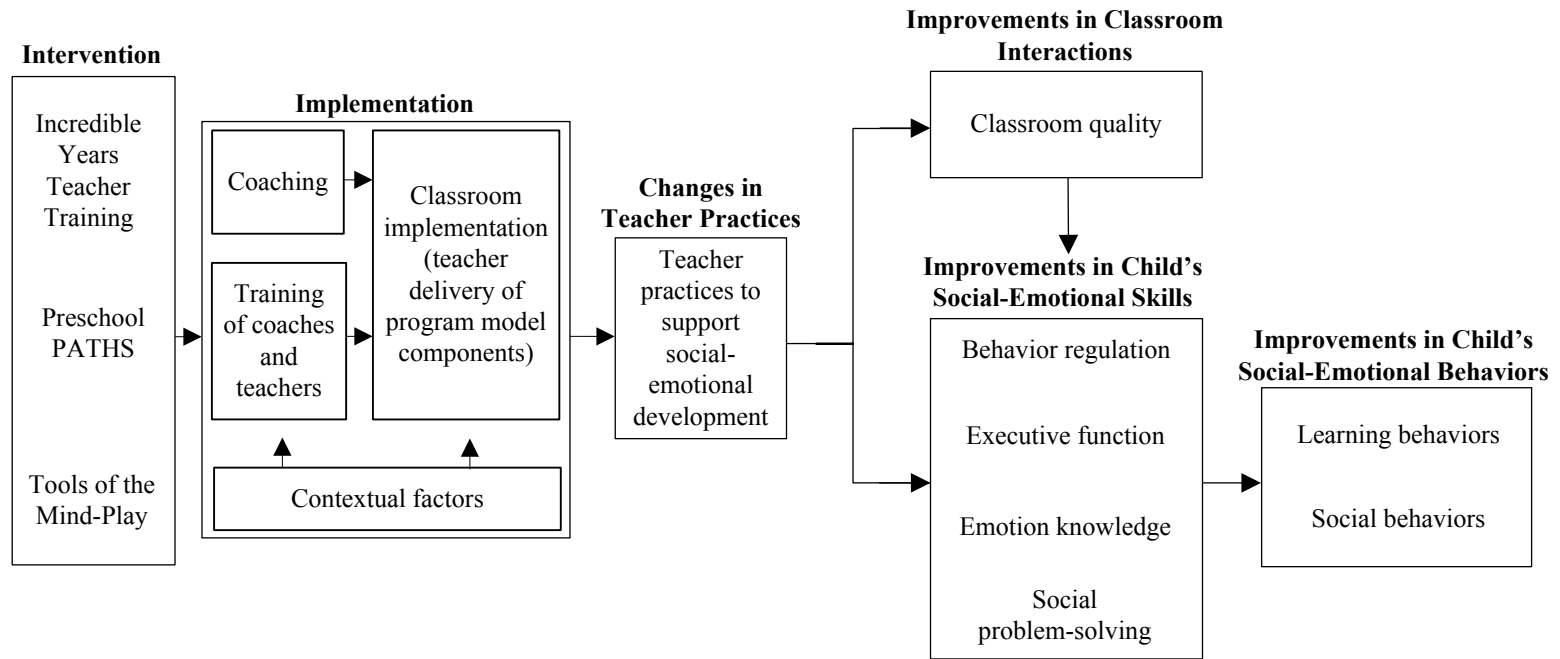 Intervention
Incredible
Years
Teacher
Training
Preschool
PATHS
Tools of the
Mind-Play
Implementation
Coaching
Training
of coaches
and
teachers
Classroom
implementation
(teacher
delivery of
program model
components)
Contextual factors
Changes in
Teacher Practices
Teacher
practices to
support
social-
emotional
development
Improvements in Classroom
Interactions
Classroom quality
Improvements in Child’s
Social-Emotional Skills
Behavior regulation
Executive function
Emotion knowledge
Social
problem-solving
Improvements in Child’s
Social-Emotional Behaviors
Learning behaviors
Social behaviors